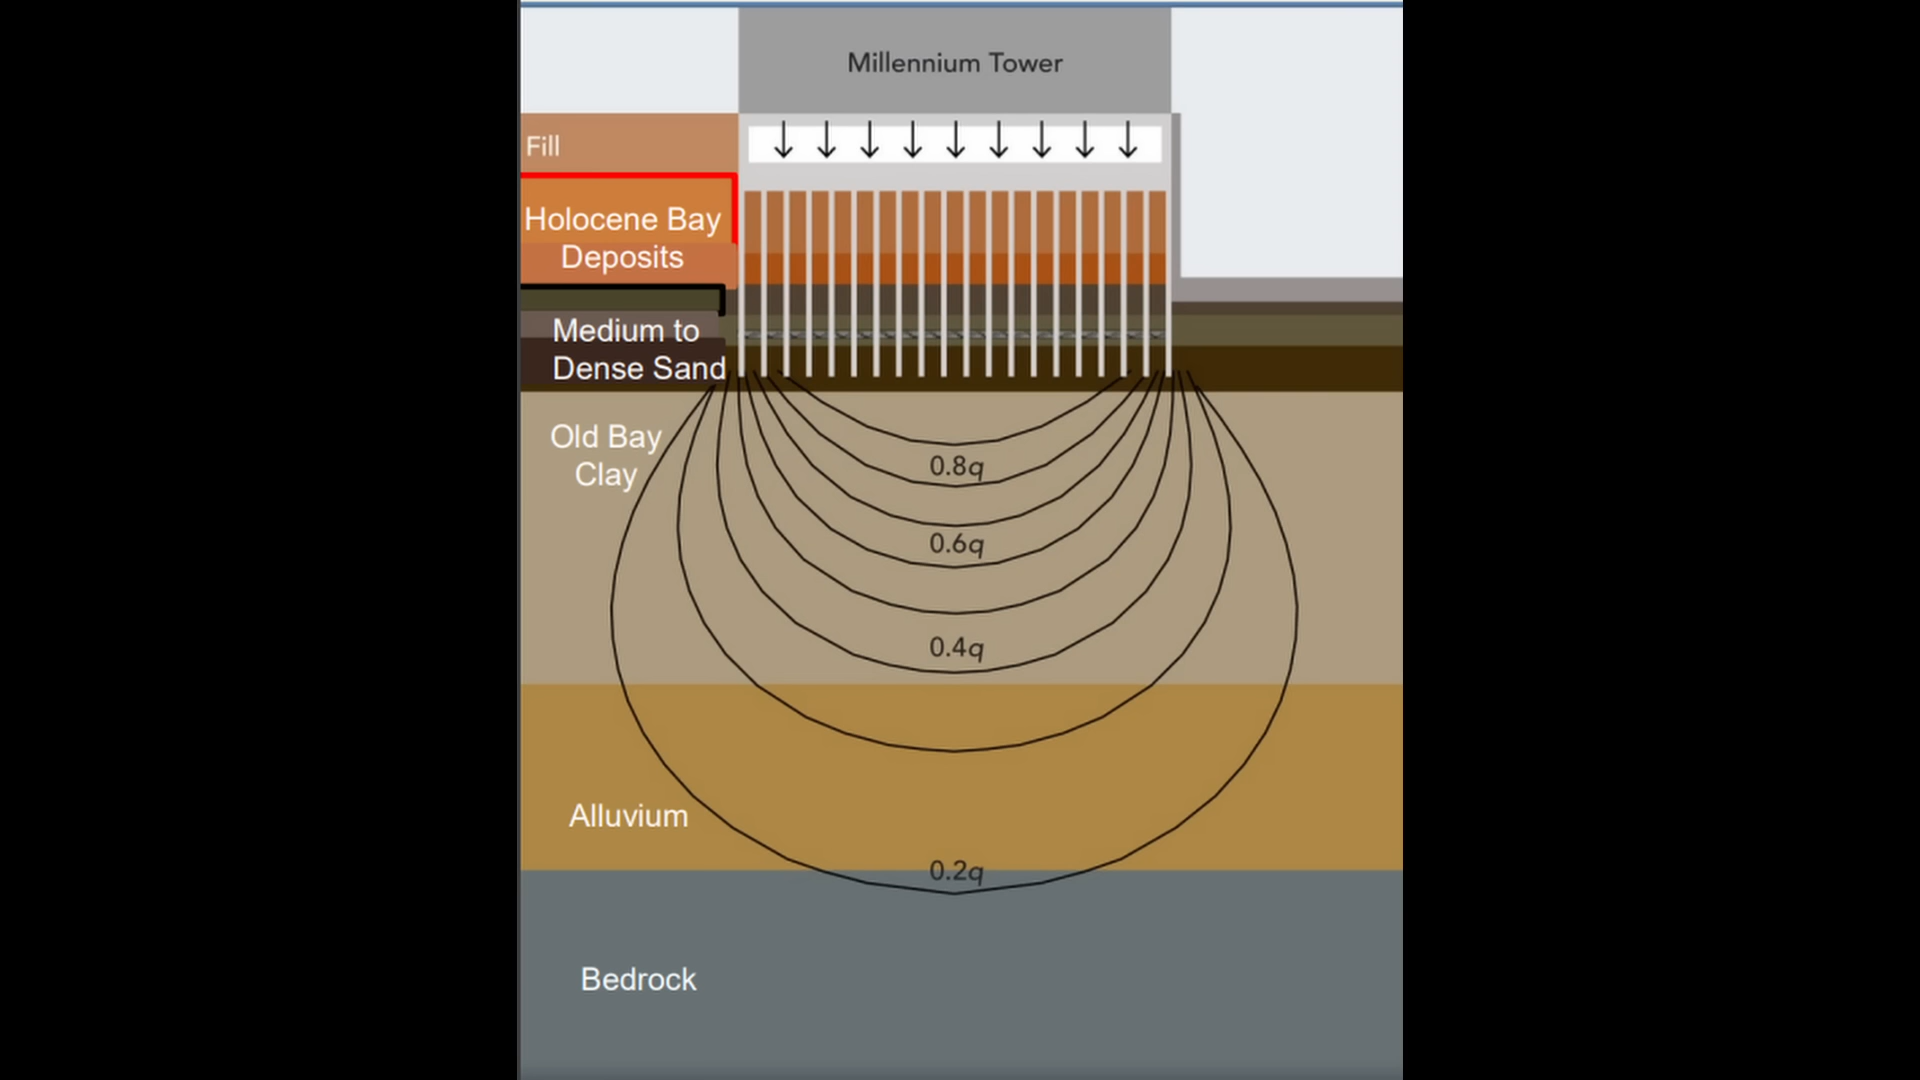 Millennium Tower
Fill
Holocene Bay
Deposits
Medium to
Dense Sand
Old Bay
Clay
0.8q
0.6q
0.4q
Alluvium
0.2q
Bedrock